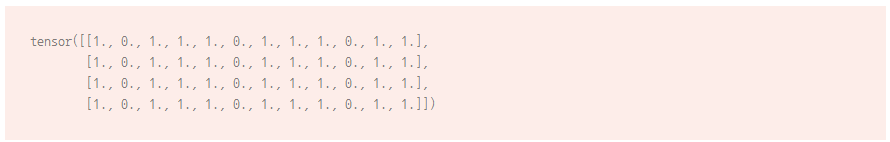 tensor([[1., 0., 1., 1., 1., 0., 1., 1., 1., 0., 1., 1.],
[1., 0., 1., 1., 1., 0., 1., 1., 1., 0., 1., 1.],
[1., 0., 1., 1., 1., 0., 1., 1., 1., 0., 1., 1.],
[1., 0., 1., 1., 1., 0., 1., 1., 1., 0., 1., 1.]])